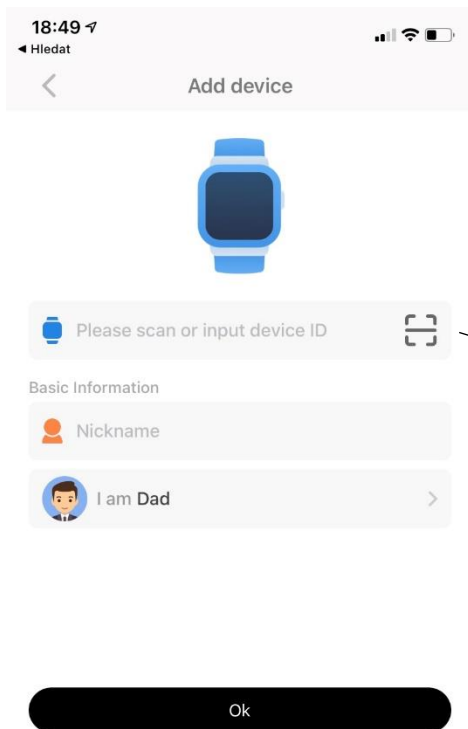 18:49
Hledat
Add device
Please scan or input device ID
Basic Information
Nickname
I am Dad
Ok